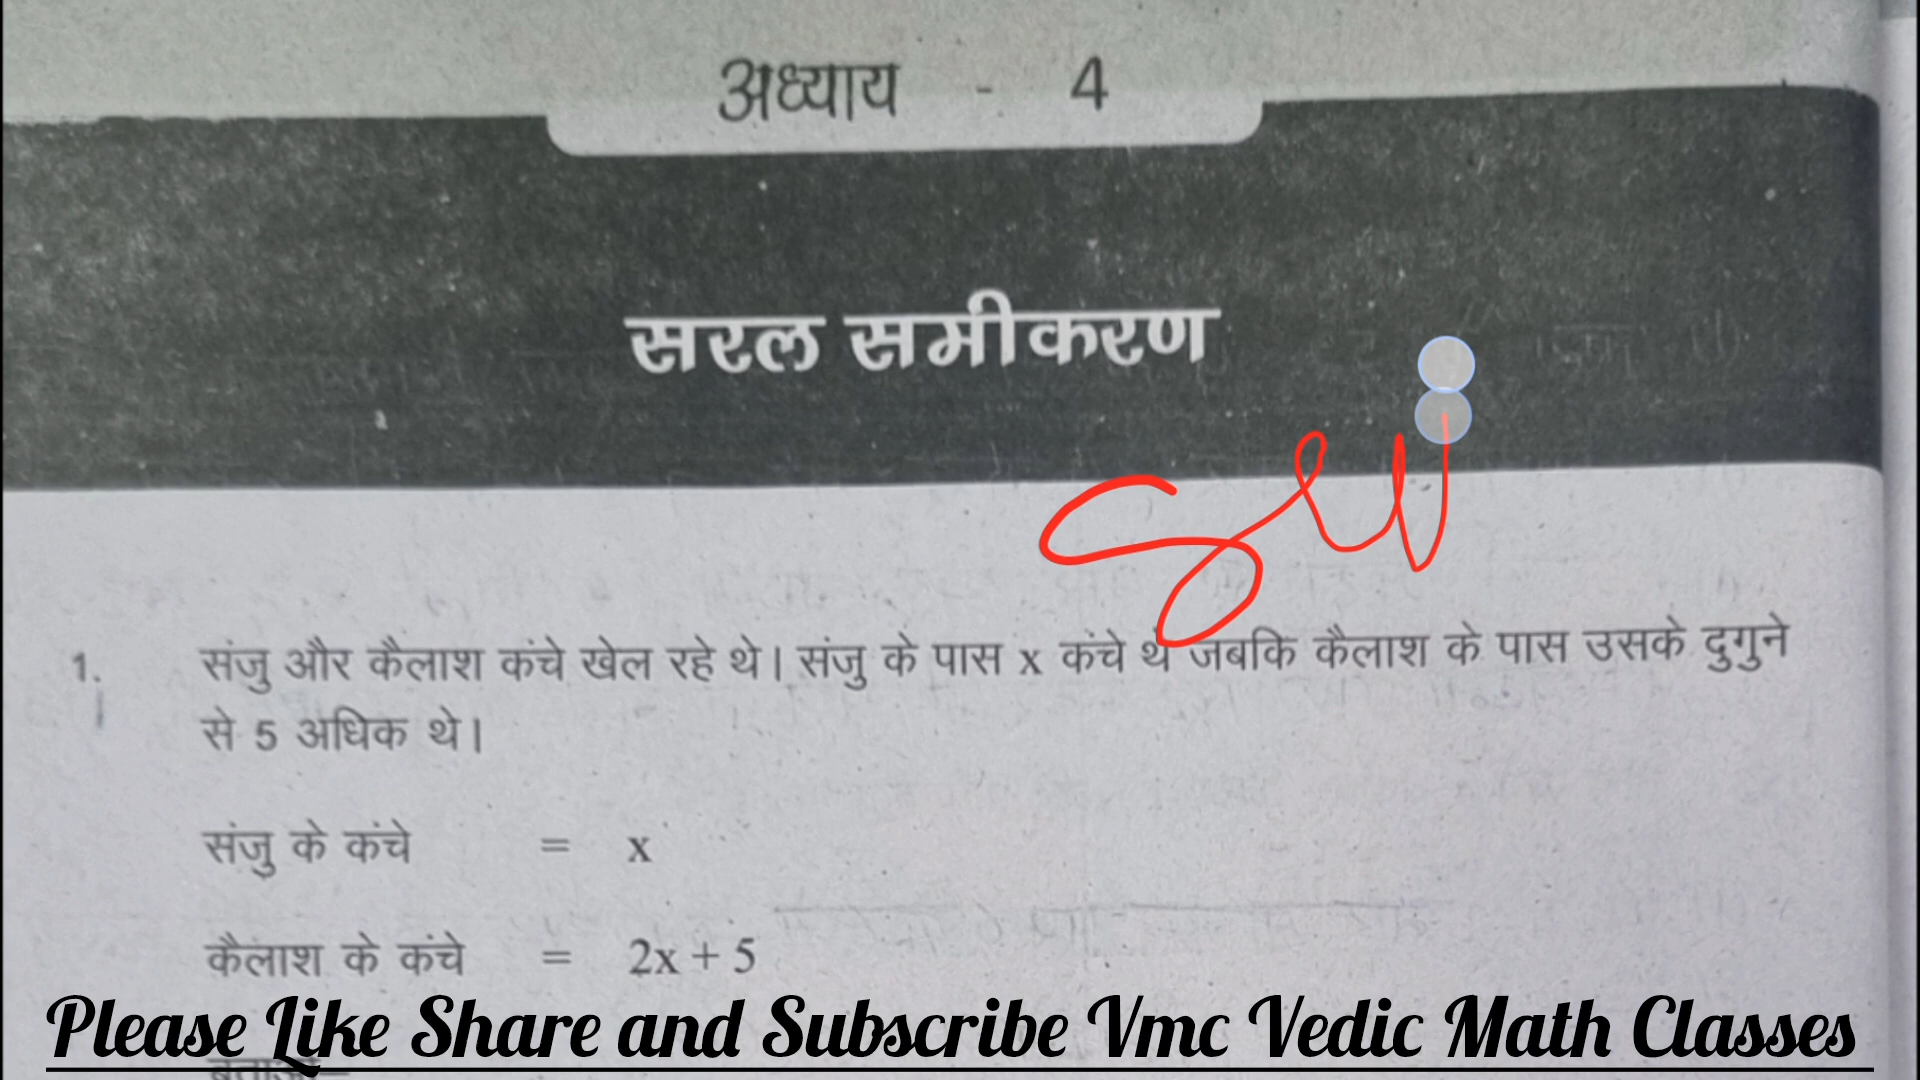 अध्याय - 4
सरल समीकरण
1. संजु और कैलाश कंचे खेल रहे थे। संजु के पास x कंचे थे जबकि कैलाश के पास उसके दुगुने
से 5 अधिक थे।
संजु के कंचे = x
कैलाश के कंचे = 2x + 5
Please Like Share and Subscribe Vmc Vedic Math Classes